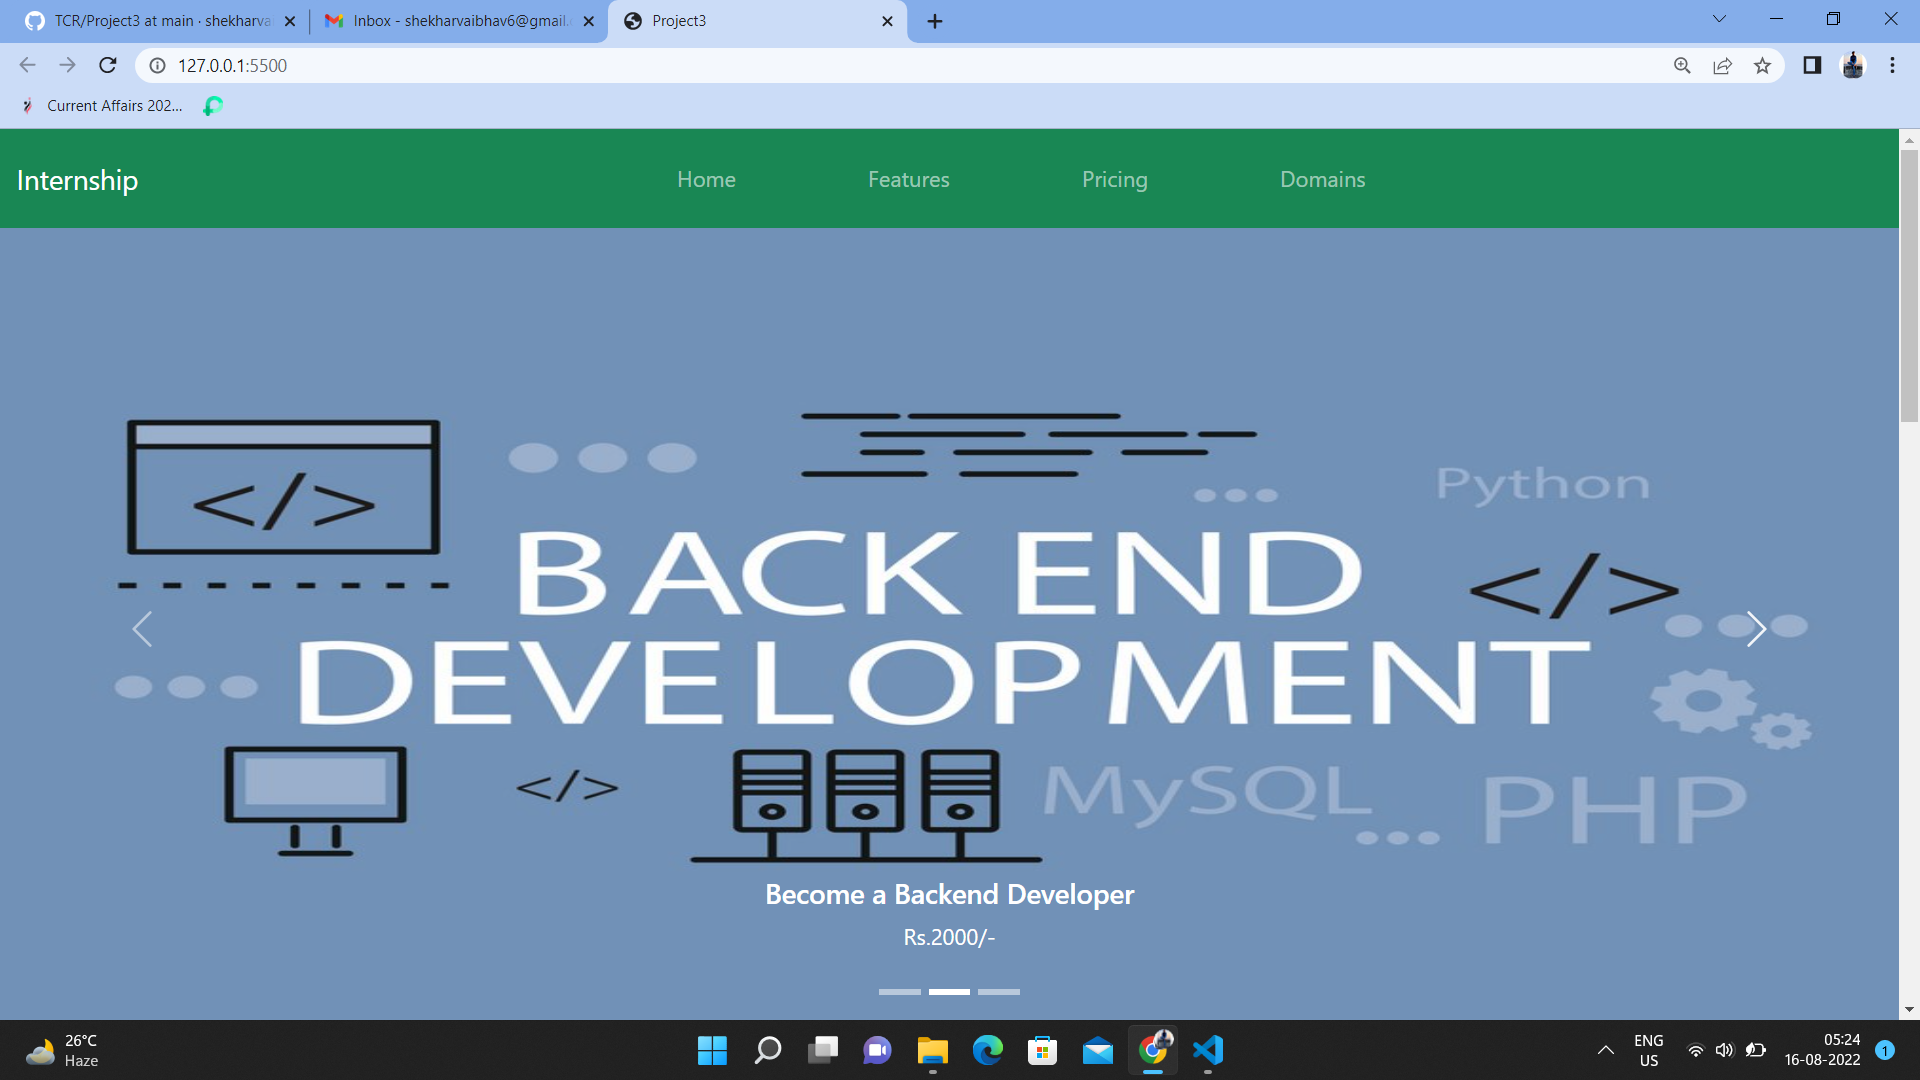 TCR/Project3 at main · shekharva
Inbox - shekharvaibhav6@gmail.
Project3
127.0.0.1:5500
Current Affairs 202...
Internship
Home
Features
Pricing
Domains
Python
</>
BACK END
</>
DEVELOPMENT
</>
MySQL
PHP
Become a Backend Developer
Rs.2000/-
26°C
Haze
ENG
US
05:24
16-08-2022
1